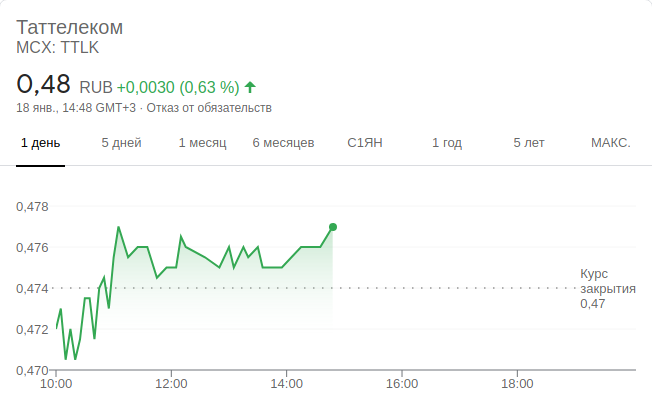 Таттелеком
MCX: TTLK
0,48 RUB +0,0030 (0,63 %)
18 янв., 14:48 GMT+3 · Отказ от обязательств
1 день 5 дней 1 месяц 6 месяцев С1ЯН 1 год 5 лет МАКС.
0,478
0,476
0,474
0,472
0,470
Курс
закрытия
0,47
10:00 12:00 14:00 16:00 18:00